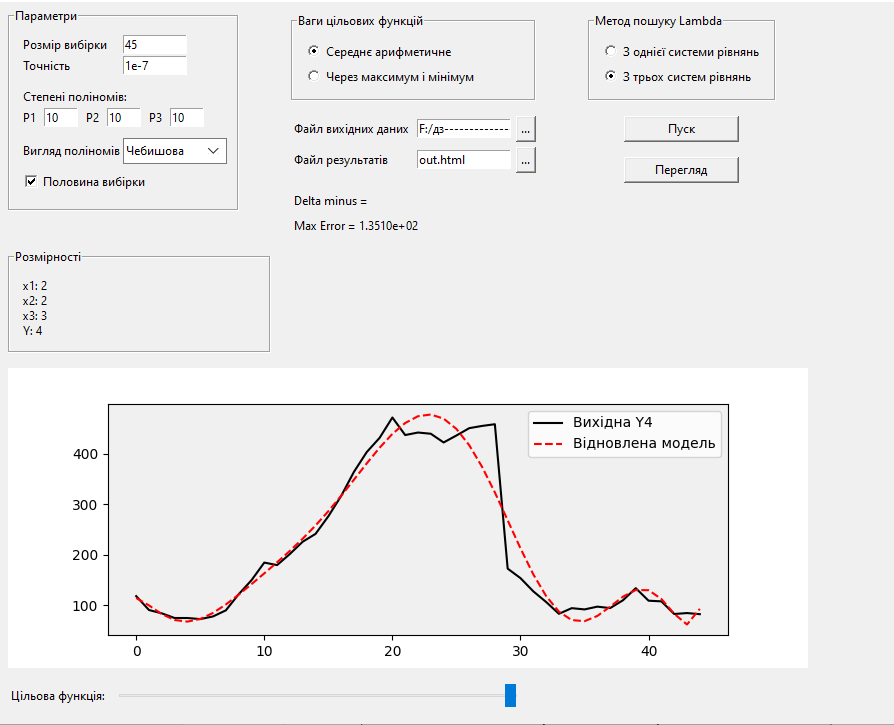 Параметри
Розмір вибірки 45
Точність 1e-7
Степені поліномів:
P1 10 P2 10 P3 10
Вигляд поліномів Чебишова
Половина вибірки
Ваги цільових функцій
Середнє арифметичне
Через максимум і мінімум
Метод пошуку Lambda
З однієї системи рівнянь
З трьох систем рівнянь
Файл вихідних даних F:/дз------------- ...
Файл результатів out.html ...
Пуск
Перегляд
Delta minus =
Max Error = 1.3510e+02
Розмірності
x1: 2
x2: 2
x3: 3
Y: 4
Вихідна Y4
Відновлена модель
400
300
200
100
0 10 20 30 40
Цільова функція: